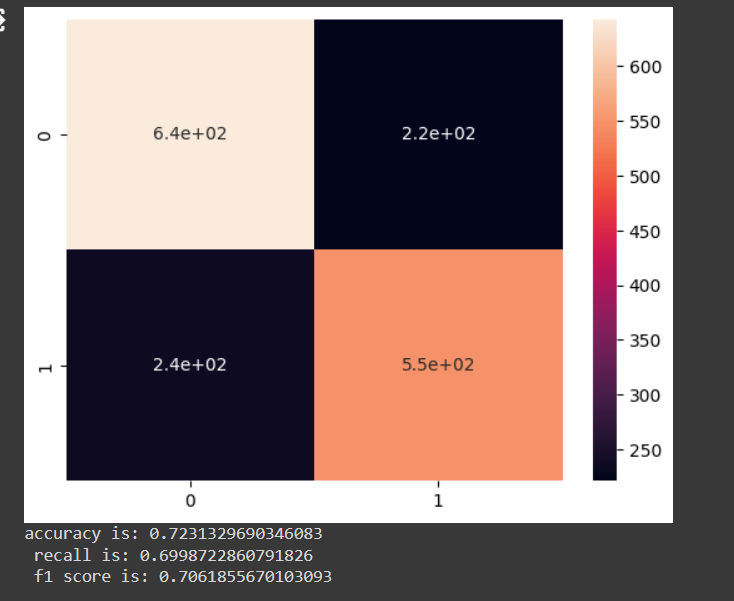 600
0
6.4e+02
2.2e+02
550
500
450
400
1
2.4e+02
5.5e+02
350
300
250
0
1
accuracy is: 0.7231329690346083
recall is: 0.6998722860791826
f1 score is: 0.7061855670103093